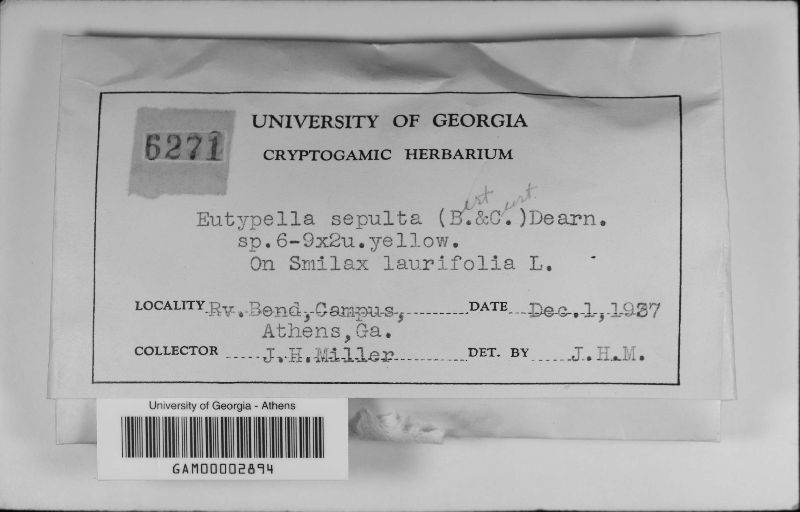 6271
UNIVERSITY OF GEORGIA
CRYPTOGAMIC HERBARIUM
Eutypella sepulta (B.&C.)Dearn.
sp.6-9x2u.yellow.
On Smilax laurifolia L.
LOCALITY Rv. Bend, Campus, DATE Dec.1,1937
Athens, Ga.
COLLECTOR J.H.Miller DET. BY J.H.M.
University of Georgia - Athens
GAM00002894